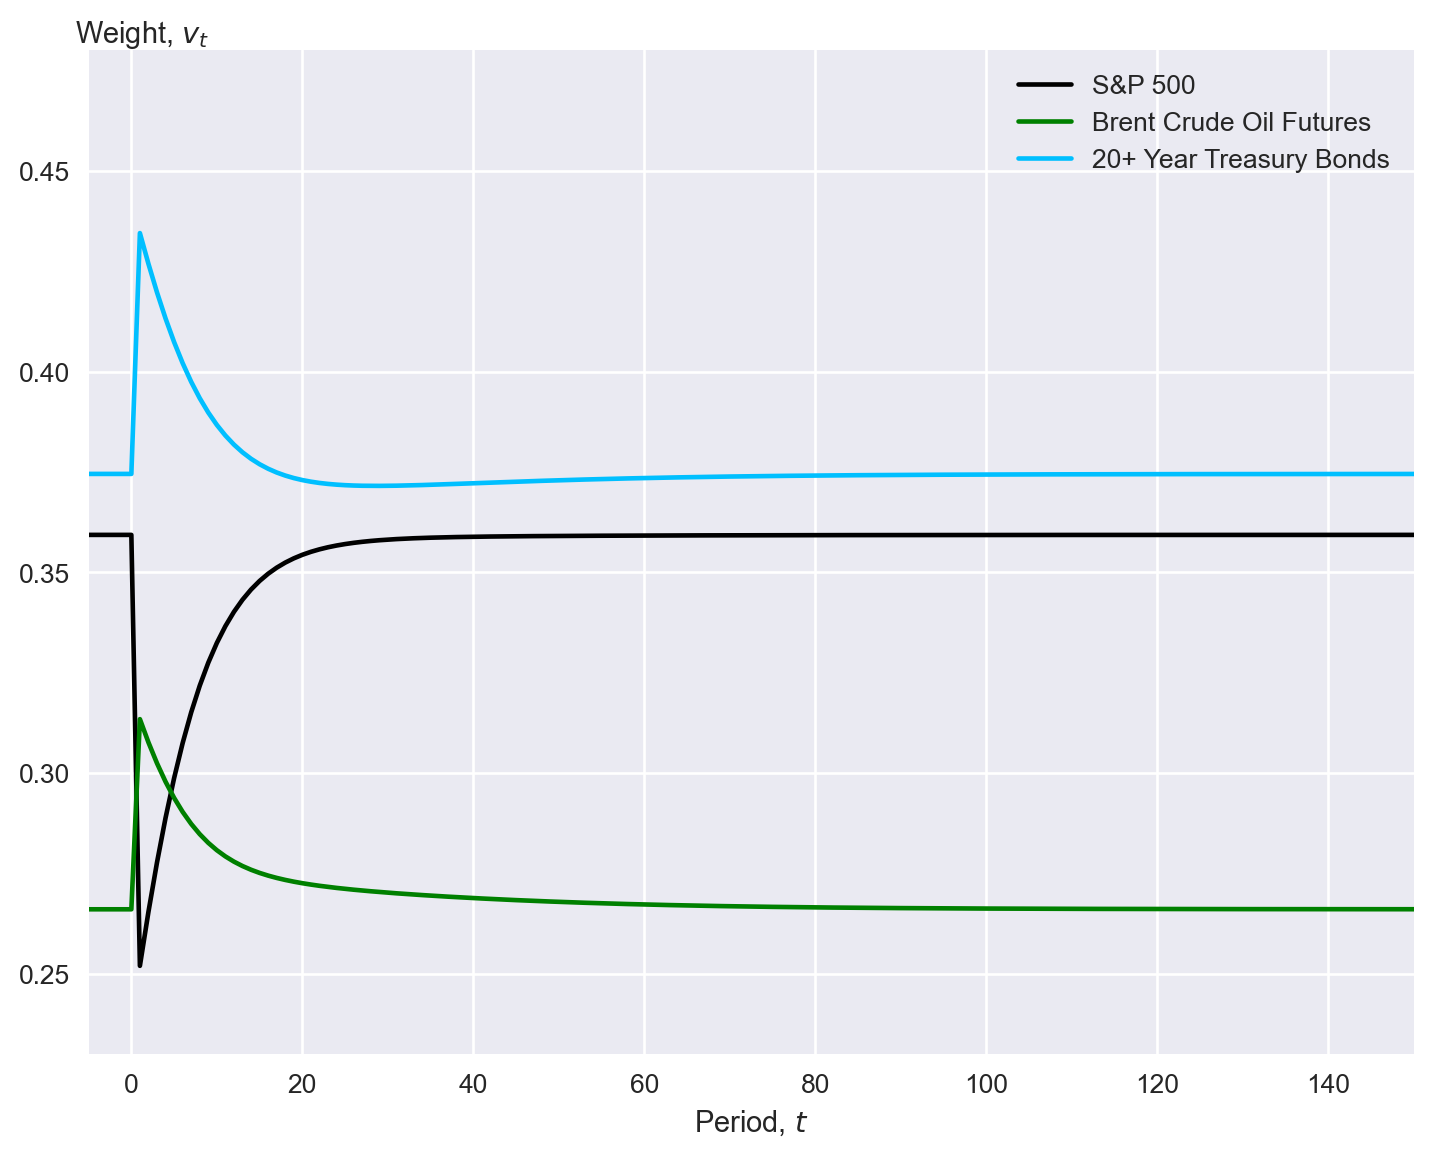 Weight, vₜ
S&P 500
Brent Crude Oil Futures
20+ Year Treasury Bonds
0.45
0.40
0.35
0.30
0.25
0 20 40 60 80 100 120 140
Period, t